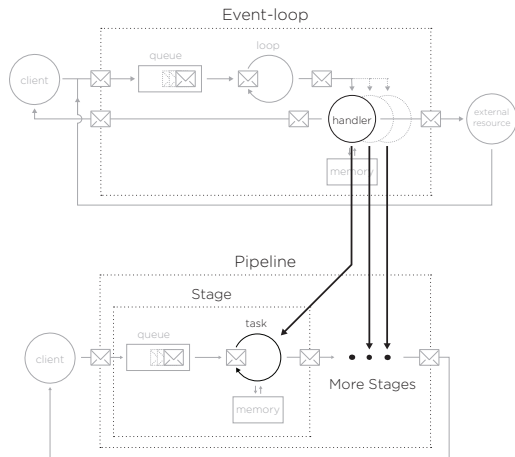 Event-loop
queue
loop
client
handler
external
resource
memory
Pipeline
Stage
queue
task
client
More Stages
memory